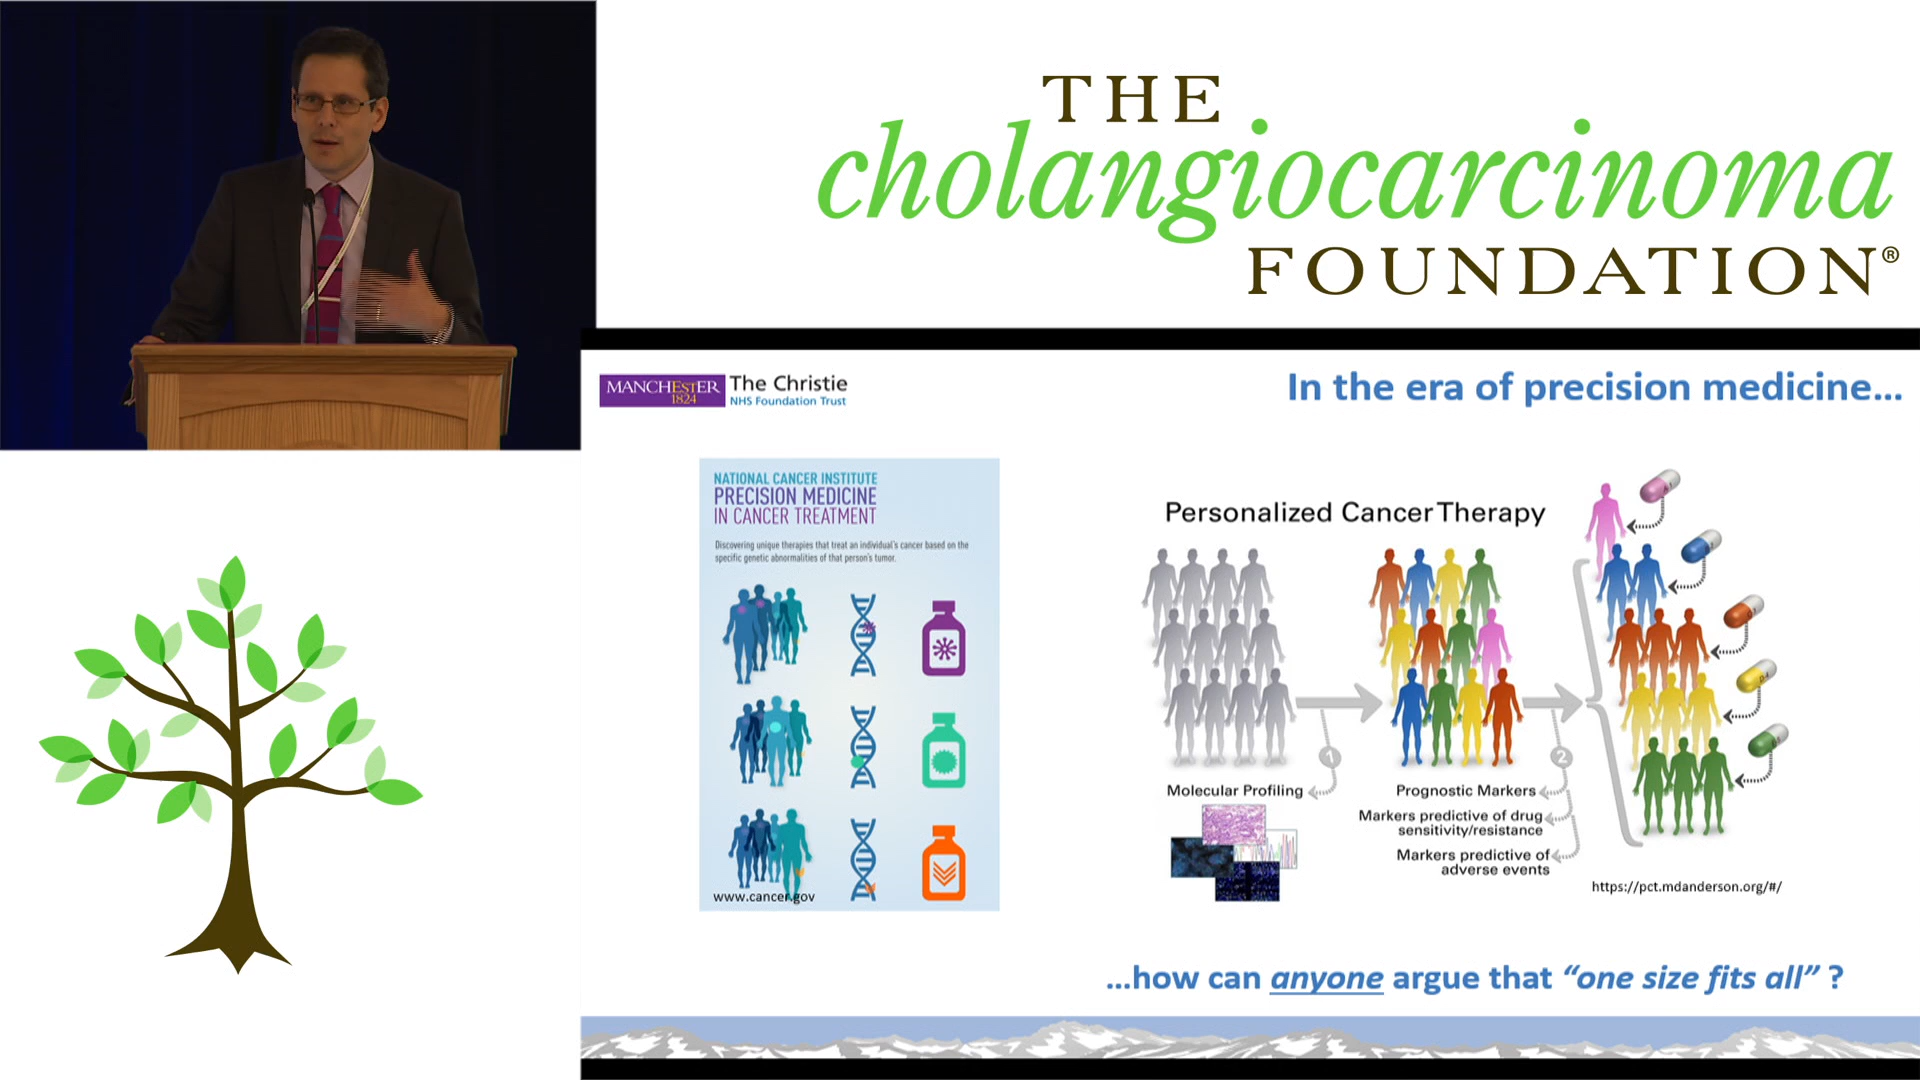 THE
cholangiocarcinoma
FOUNDATION®
MANCHESTER
1824
The Christie
NHS Foundation Trust
In the era of precision medicine...
NATIONAL CANCER INSTITUTE
PRECISION MEDICINE
IN CANCER TREATMENT
Discovering unique therapies that treat an individual's cancer based on the
specific genetic abnormalities of that person's tumor.
www.cancer.gov
Personalized Cancer Therapy
1
2
Molecular Profiling
Prognostic Markers
Markers predictive of drug
sensitivity/resistance
Markers predictive of
adverse events
https://pct.mdanderson.org/#/
...how can anyone argue that “one size fits all” ?